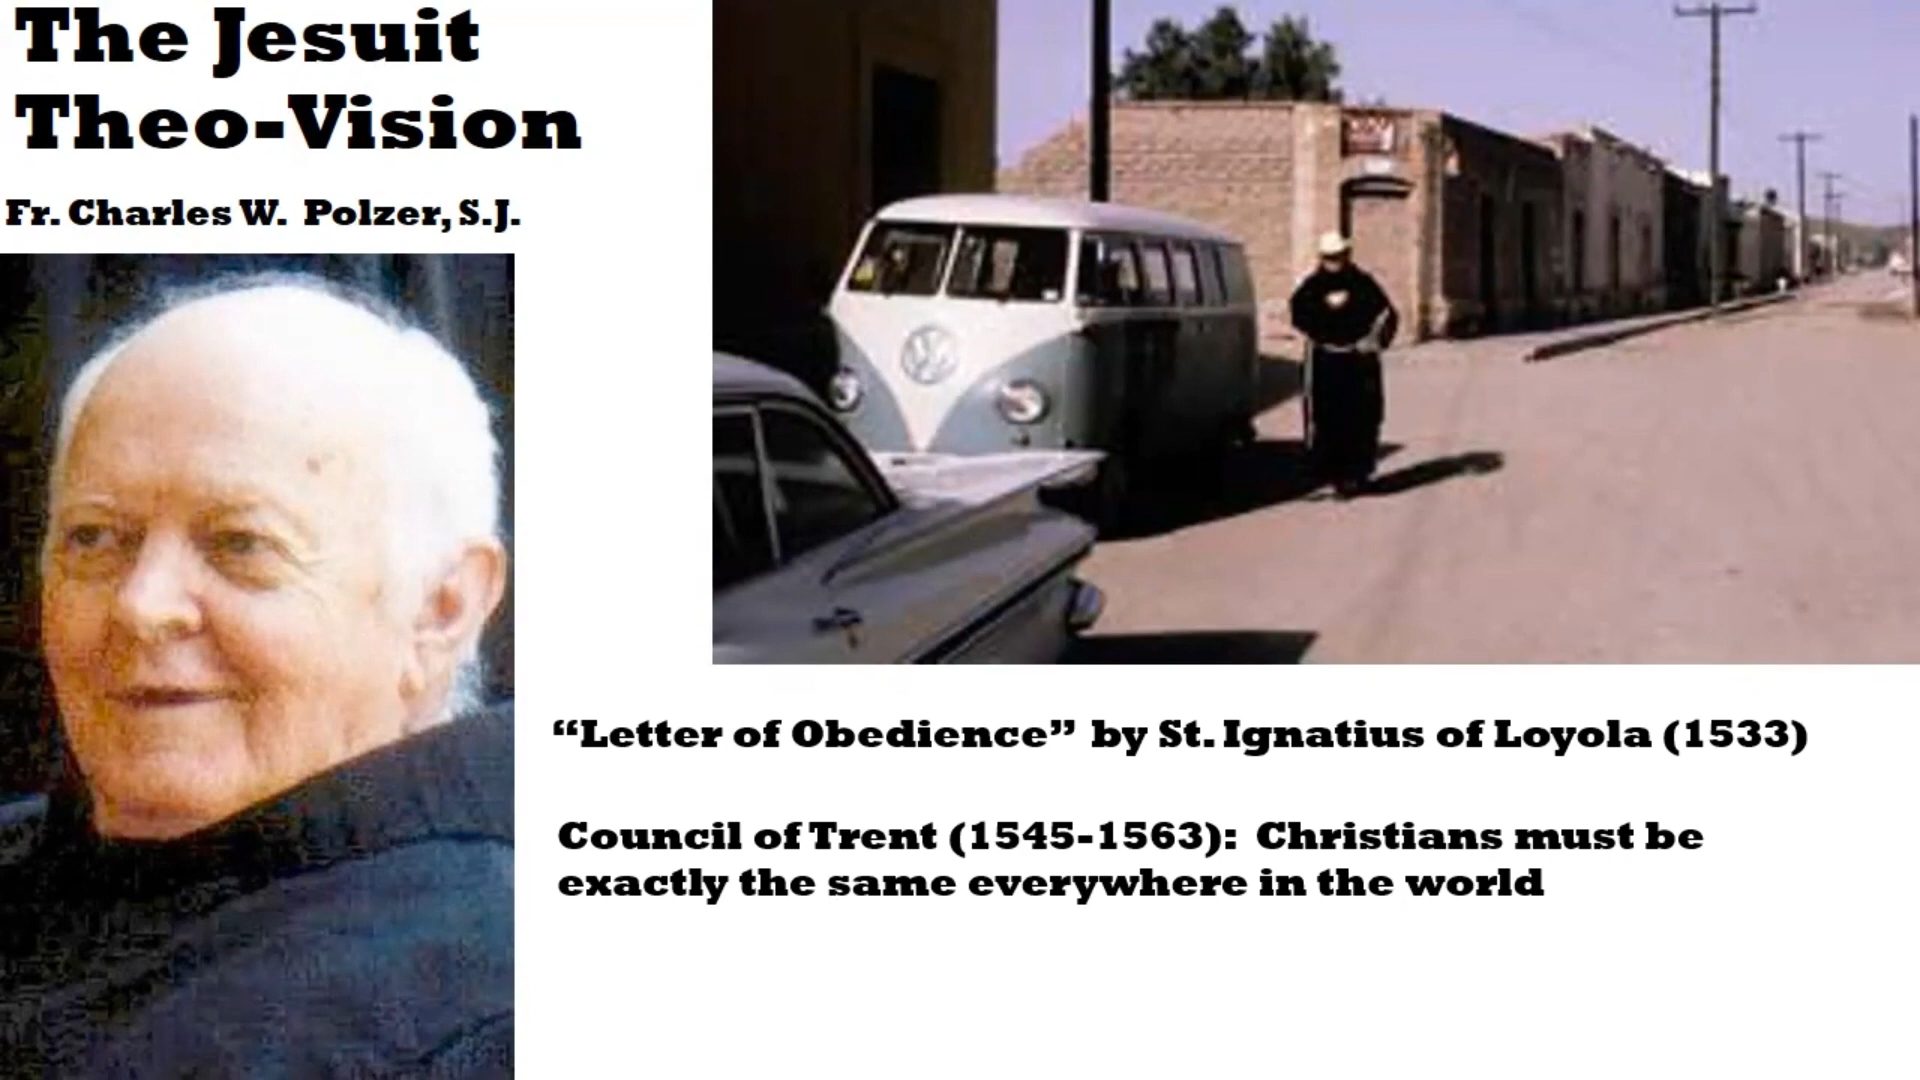 The Jesuit
Theo-Vision
Fr. Charles W. Polzer, S.J.
“Letter of Obedience” by St. Ignatius of Loyola (1533)
Council of Trent (1545-1563): Christians must be
exactly the same everywhere in the world